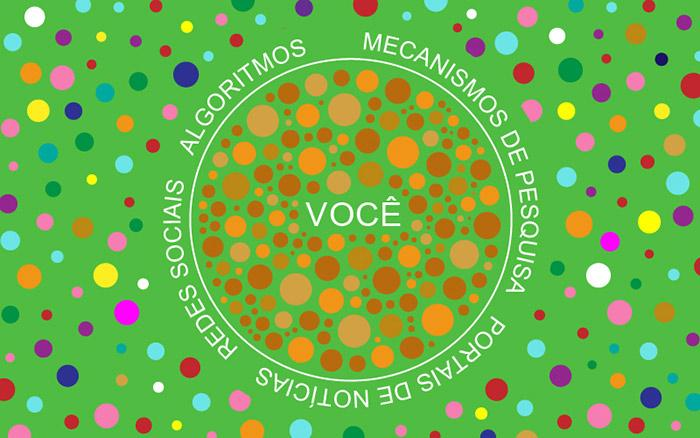 ALGORITMOS
MECANISMOS DE PESQUISA
VOCÊ
REDES SOCIAIS
PORTAIS DE NOTÍCIAS